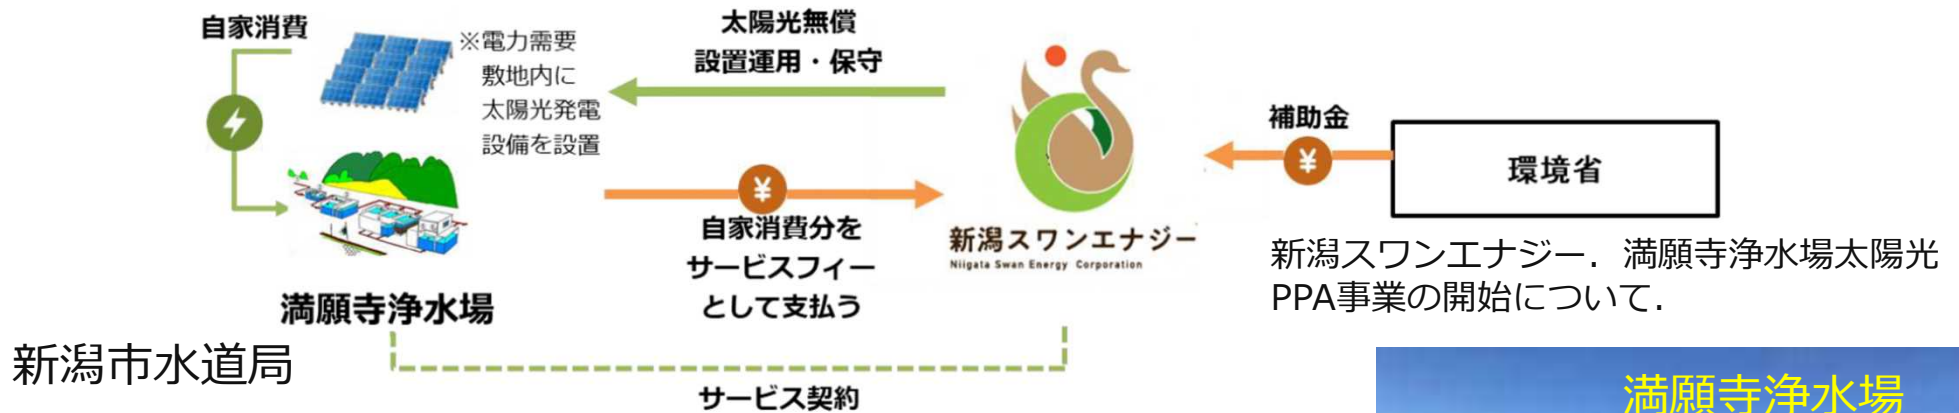 自家消費
※電力需要
敷地内に
太陽光発電
設備を設置
太陽光無償
設置運用・保守
補助金
¥
環境省
¥
自家消費分を
サービスフィー
として支払う
新潟スワンエナジー
Niigata Swan Energy Corporation
新潟スワンエナジー．満願寺浄水場太陽光
PPA事業の開始について．
満願寺浄水場
新潟市水道局
サービス契約
満願寺浄水場